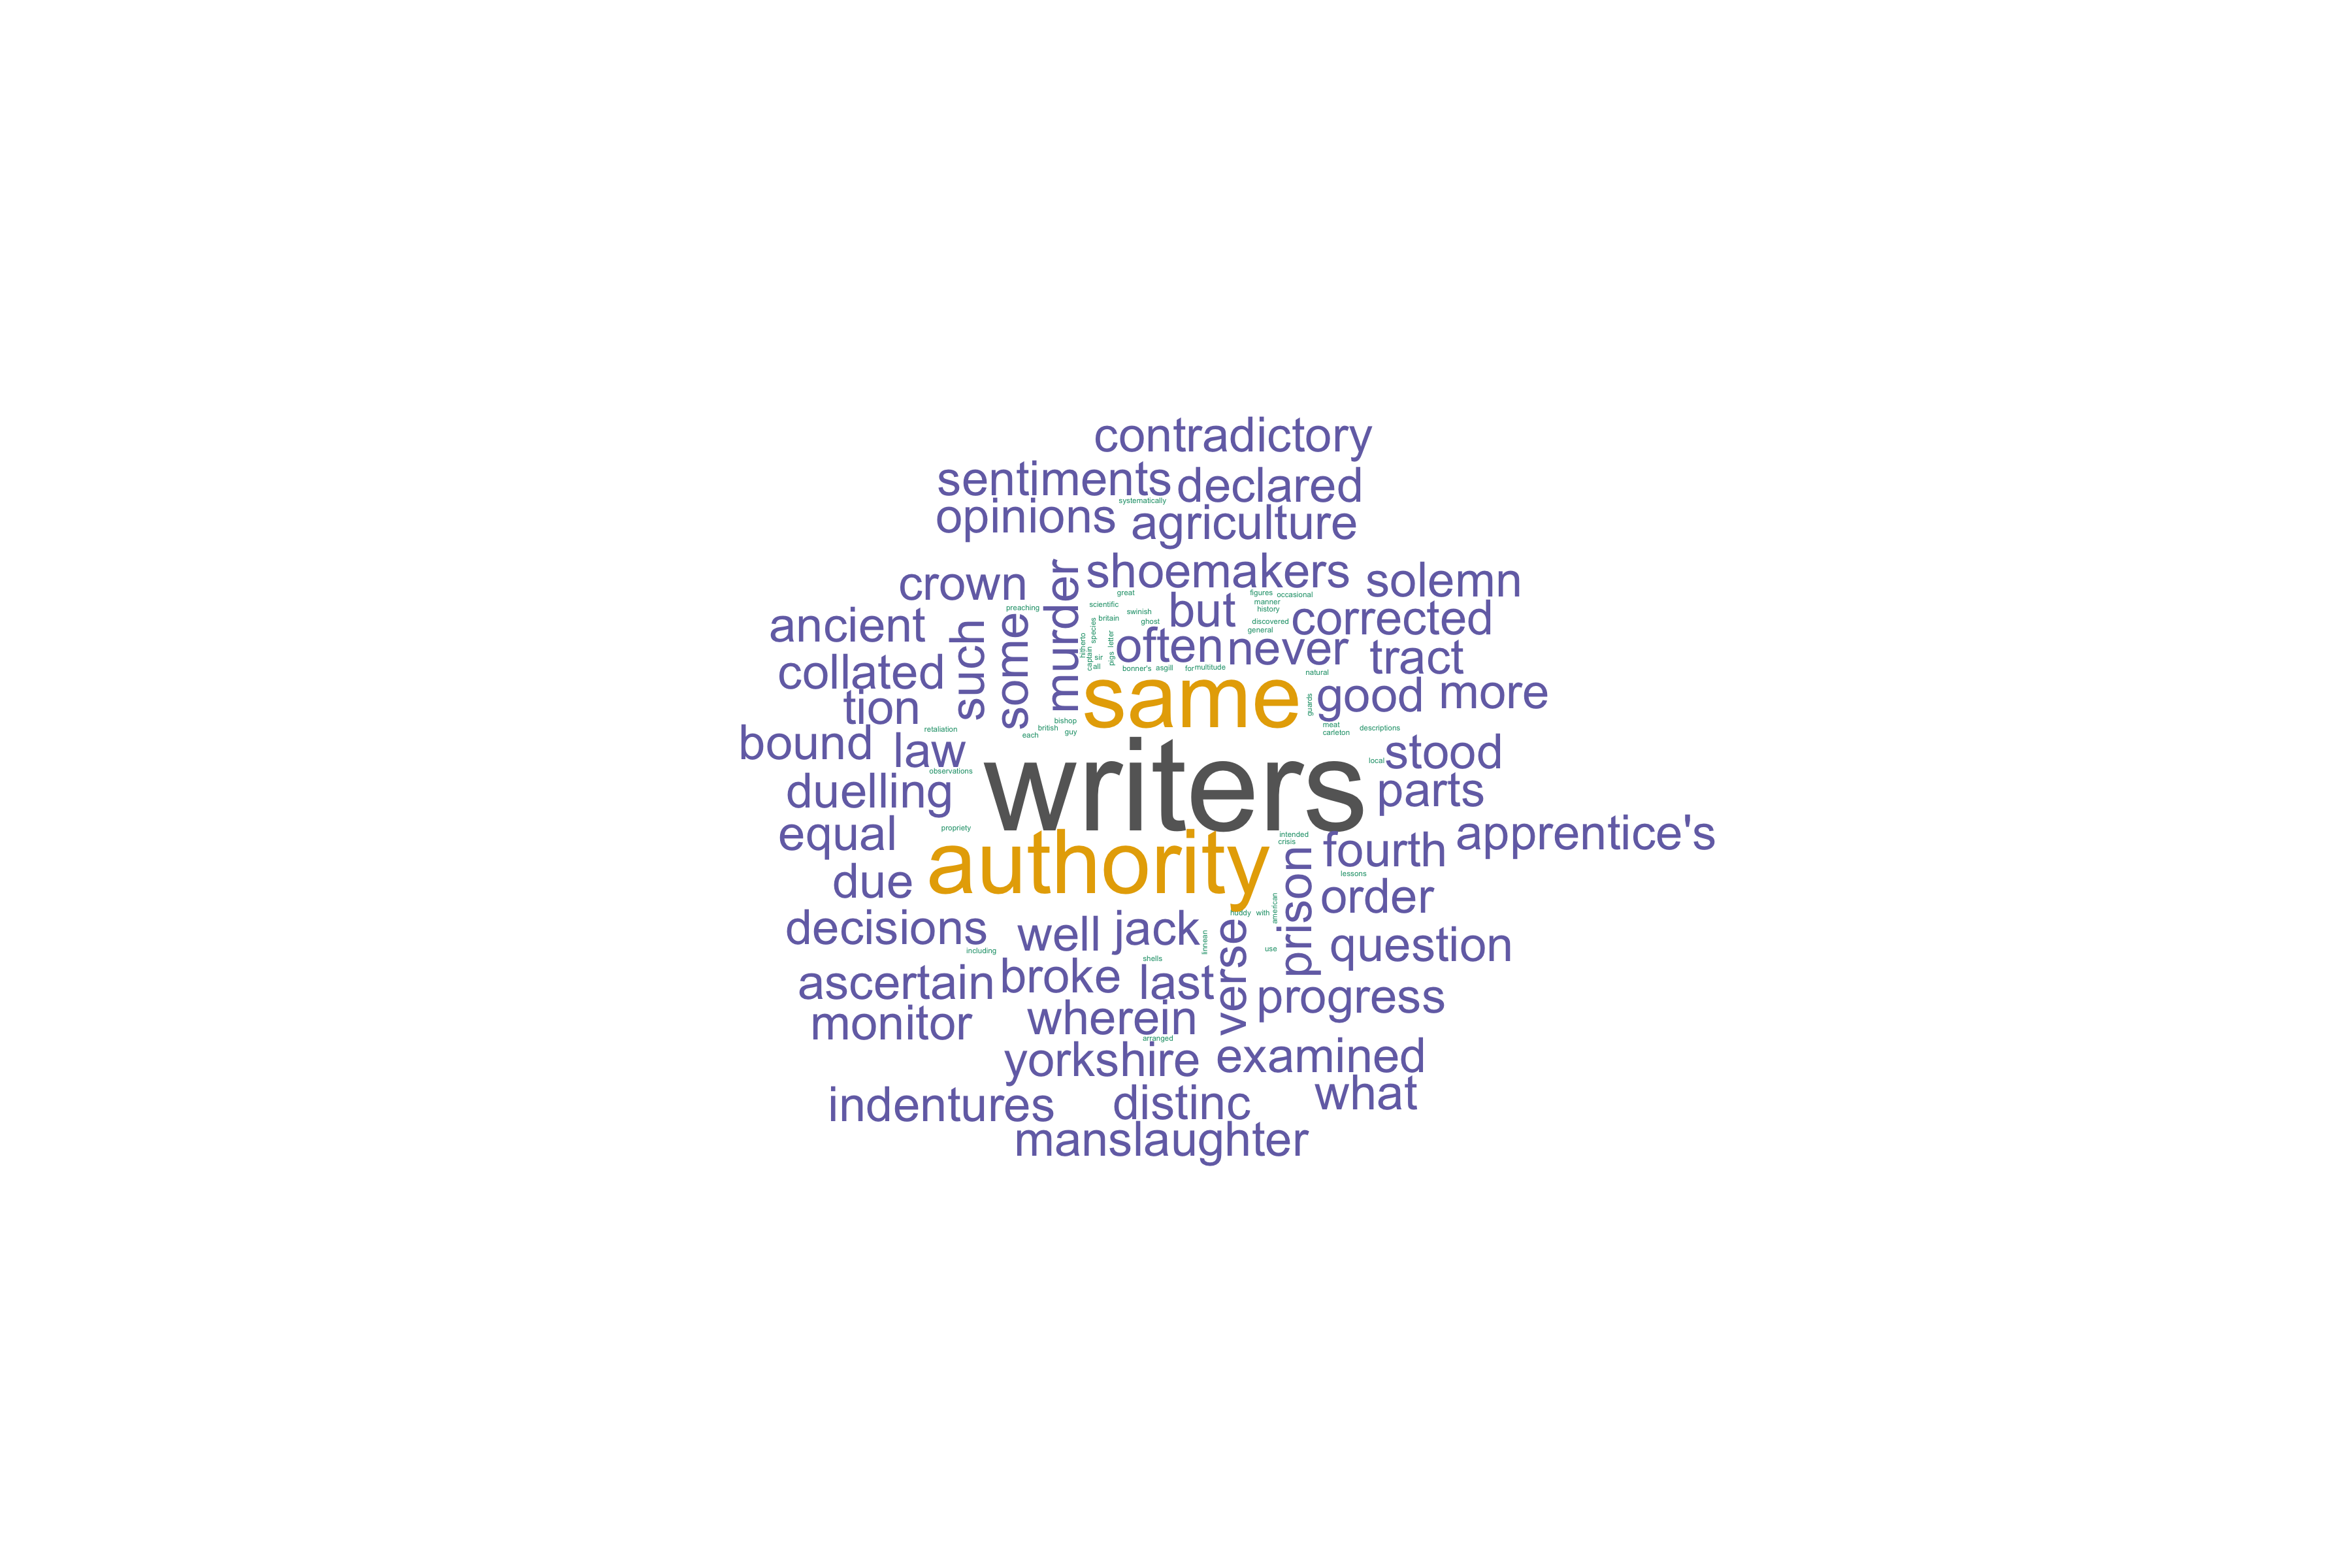 contradictory
sentiments declared
systematically
opinions agriculture
shoemakers solemn
crown murder
great figures occasional
scientific manner
preaching swinish but history corrected
ancient such some britain ghost discovered
species general
hitherto letter often never tract
captain sir pigs
all bonner's asgill for multitude
collated natural
same good more
tion guards
bishop meat
retaliation british carleton descriptions
each guy
bound law stood
local
observations writers
duelling parts
propriety intended
equal crisis fourth apprentice's
authority
due lessons
prison order
american
huddy with
decisions well jack verse question
linnean use
including
shells
ascertain broke last progress
monitor wherein
arranged
yorkshire examined
indentures distinc what
manslaughter